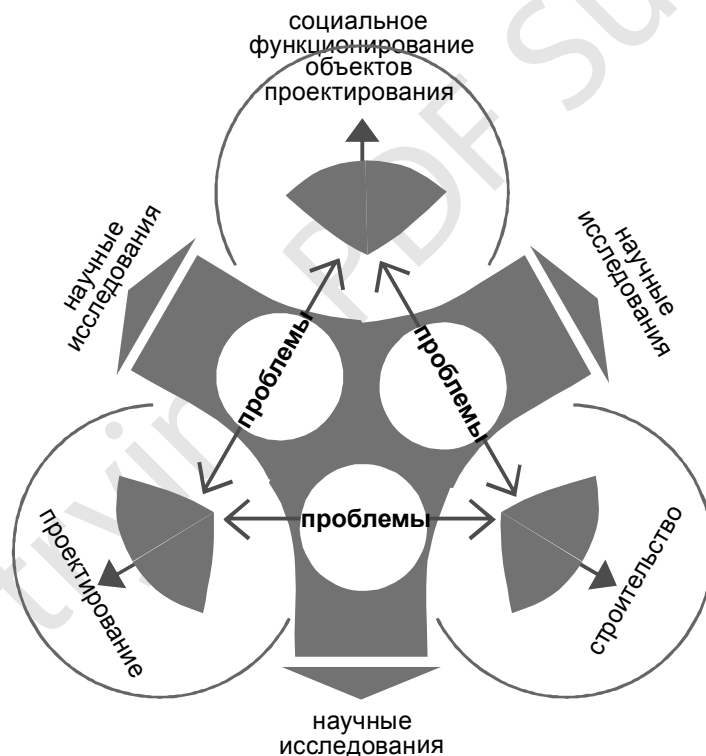 социальное
функционирование
объектов
проектирования
научные
исследования
научные
исследования
проблемы
проблемы
проблемы
проектирование
строительство
научные
исследования